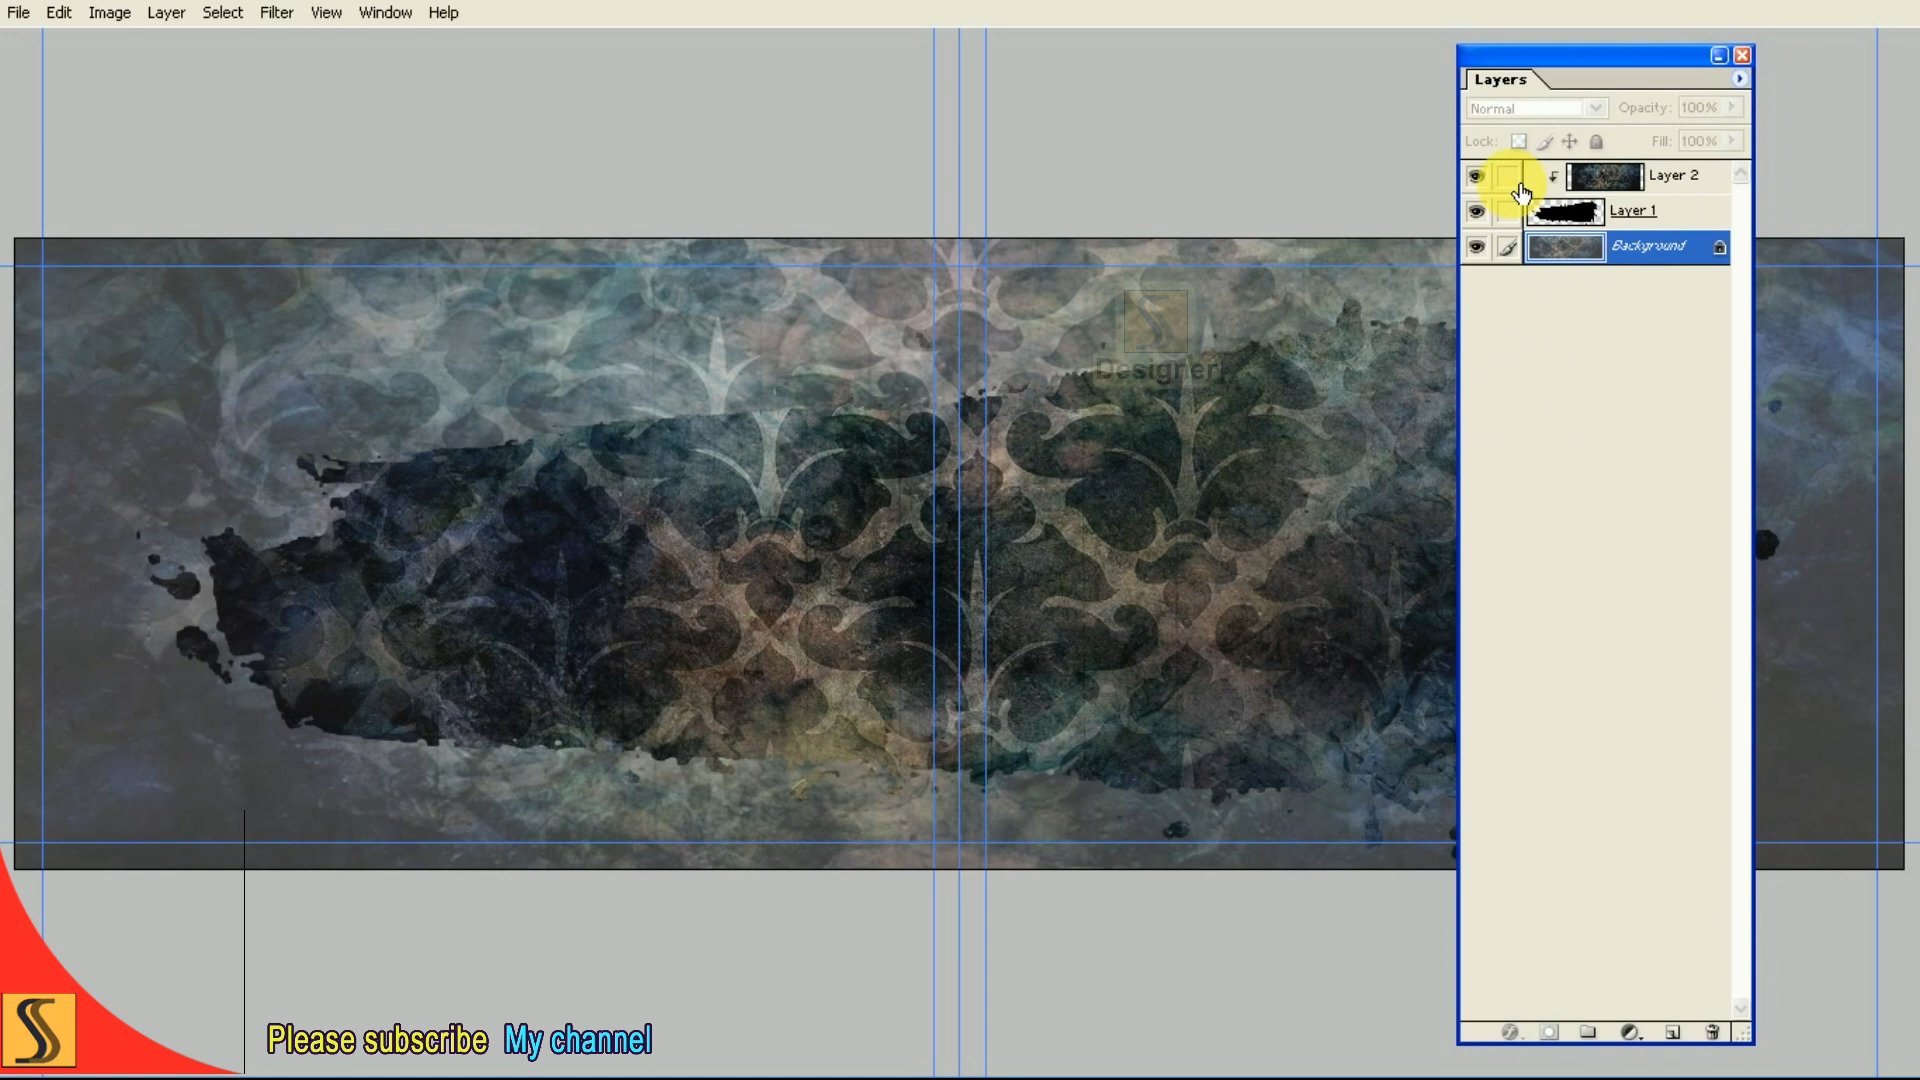 File Edit Image Layer Select Filter View Window Help
Layers
Normal Opacity: 100%
Lock: Fill: 100%
Layer 2
Layer 1
Background
Designer
Please subscribe My channel